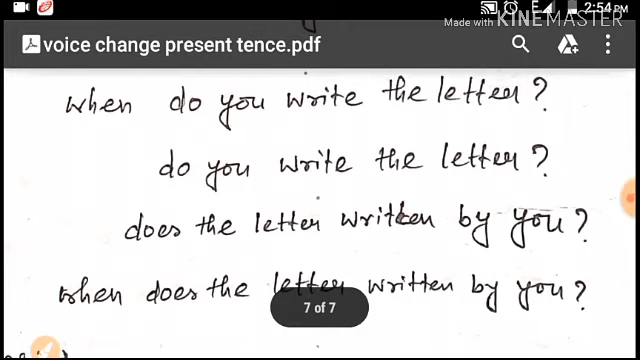 2:54 PM
Made with KINEMASTER
voice change present tence.pdf
when do you write the letter?
do you write the letter?
does the letter written by you?
when does the letter written by you?
7 of 7